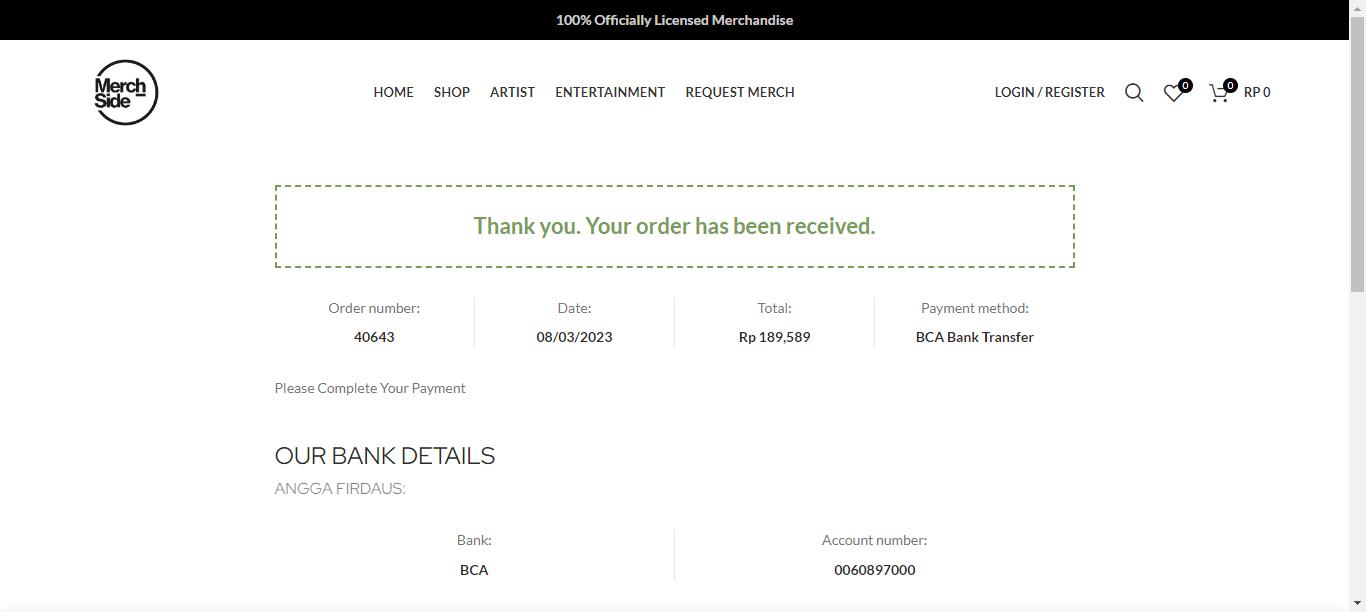 100% Officially Licensed Merchandise
Merch
Side
HOME SHOP ARTIST ENTERTAINMENT REQUEST MERCH LOGIN / REGISTER 0 0 RP 0
Thank you. Your order has been received.
Order number: Date: Total: Payment method:
40643 08/03/2023 Rp 189,589 BCA Bank Transfer
Please Complete Your Payment
OUR BANK DETAILS
ANGGA FIRDAUS:
Bank: Account number:
BCA 0060897000